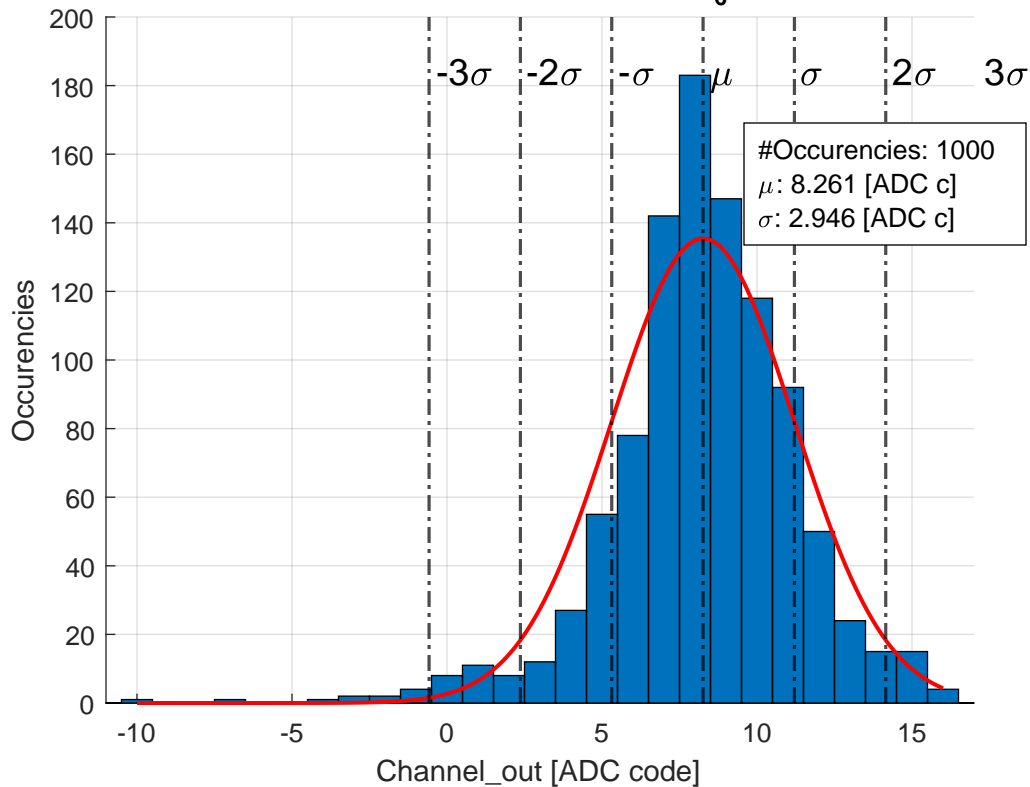 0
200
180
160
140
120
100
80
60
40
20
0
Occurencies
-3σ -2σ -σ μ σ 2σ 3σ
#Occurencies: 1000
μ: 8.261 [ADC c]
σ: 2.946 [ADC c]
-10 -5 0 5 10 15
Channel_out [ADC code]